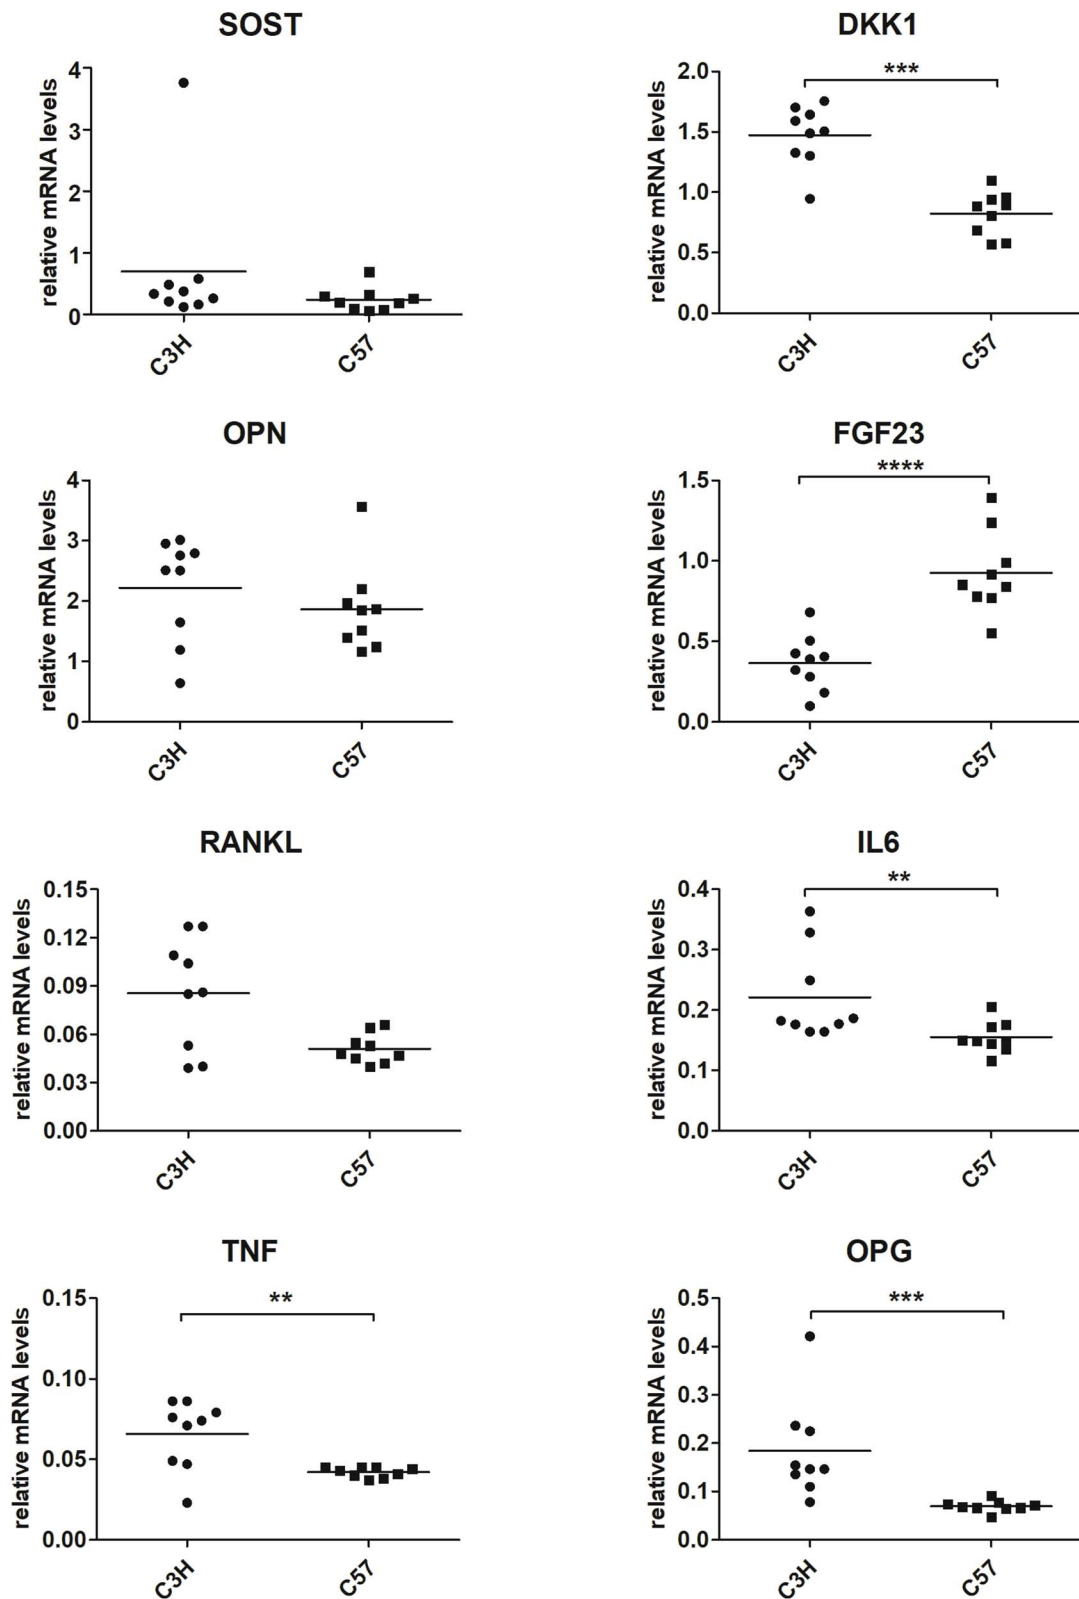 SOST
relative mRNA levels
4
3
2
1
0
C3H
C57
DKK1
***
relative mRNA levels
2.0
1.5
1.0
0.5
0.0
C3H
C57
OPN
relative mRNA levels
4
3
2
1
0
C3H
C57
FGF23
****
relative mRNA levels
1.5
1.0
0.5
0.0
C3H
C57
RANKL
relative mRNA levels
0.15
0.12
0.09
0.06
0.03
0.00
C3H
C57
IL6
**
relative mRNA levels
0.4
0.3
0.2
0.1
0.0
C3H
C57
TNF
**
relative mRNA levels
0.15
0.10
0.05
0.00
C3H
C57
OPG
***
relative mRNA levels
0.5
0.4
0.3
0.2
0.1
0.0
C3H
C57